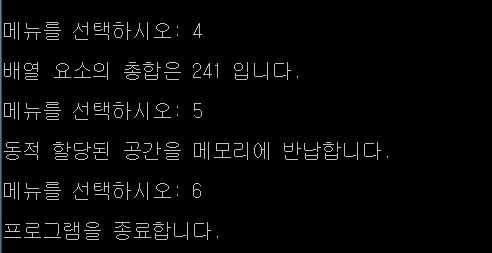 메뉴를 선택하시오: 4
배열 요소의 총합은 241 입니다.
메뉴를 선택하시오: 5
동적 할당된 공간을 메모리에 반납합니다.
메뉴를 선택하시오: 6
프로그램을 종료합니다.